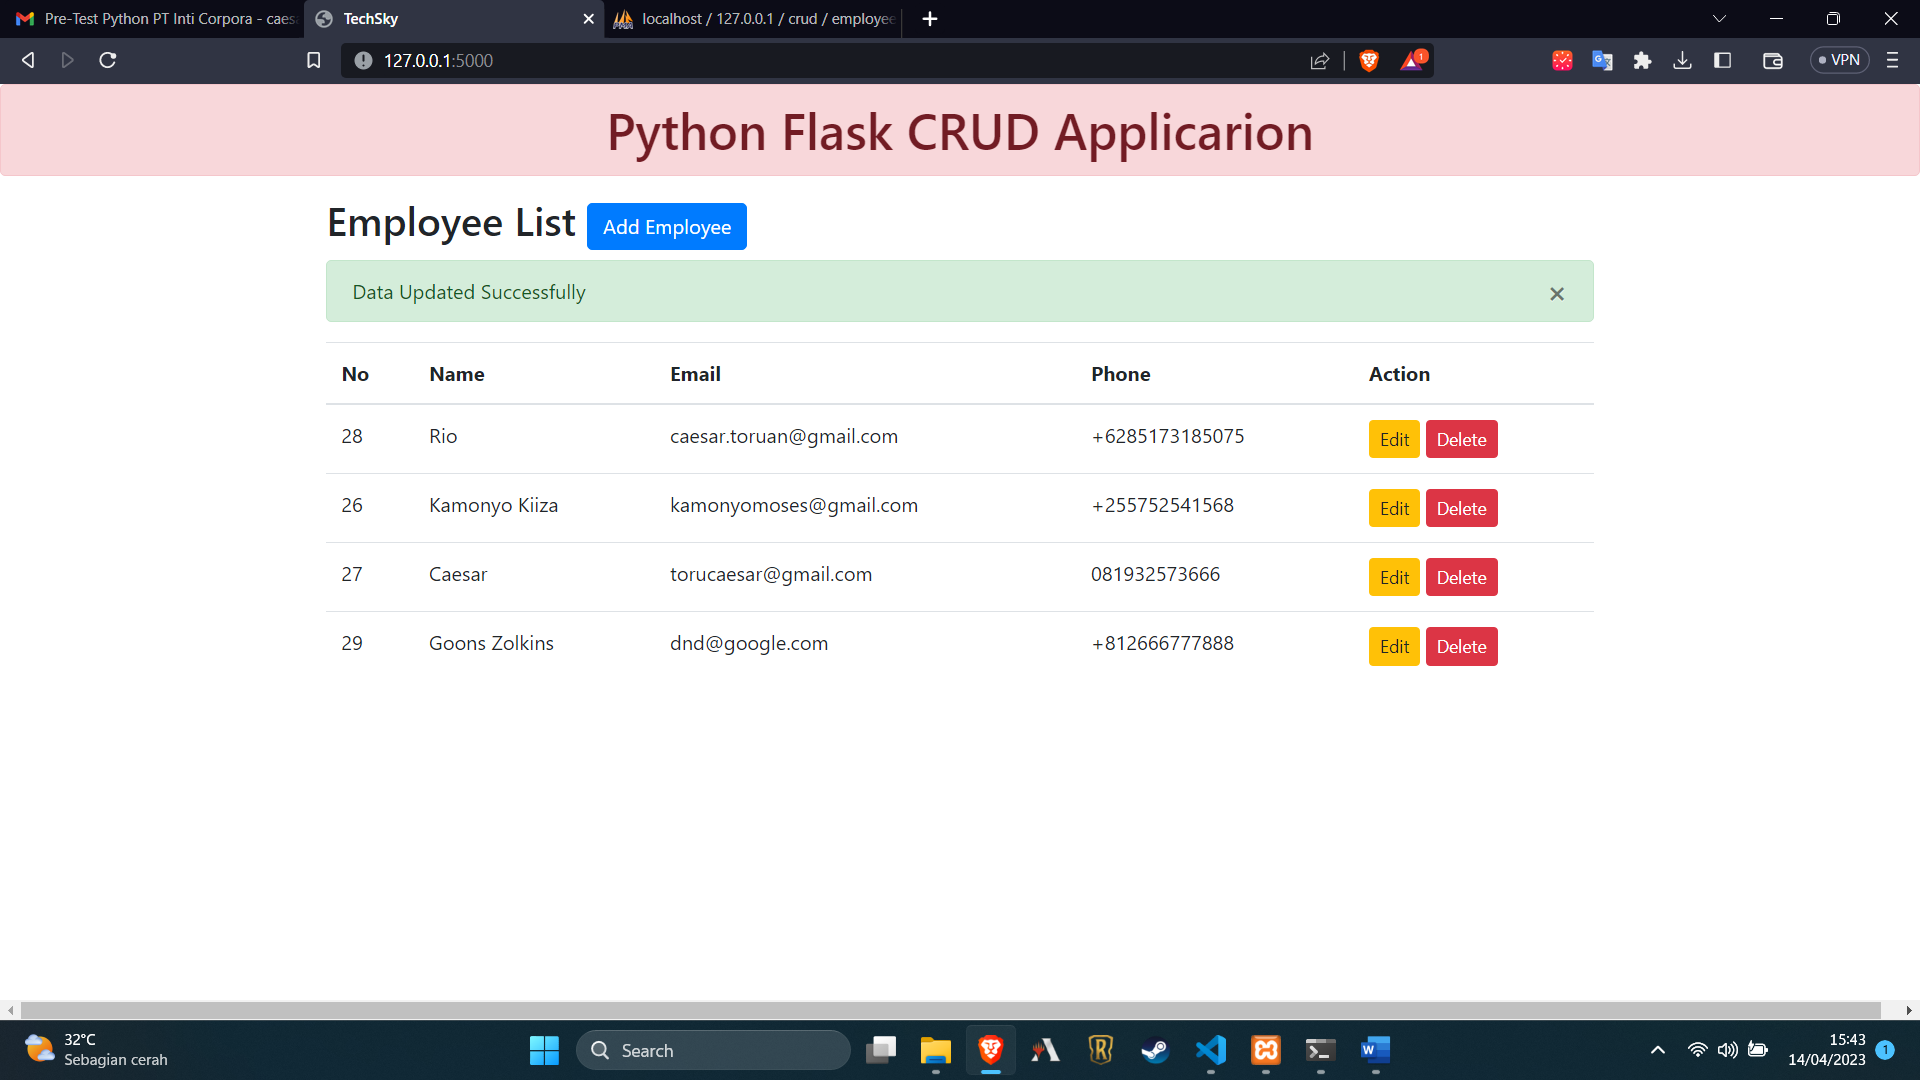 Pre-Test Python PT Inti Corpora - caes
TechSky
localhost / 127.0.0.1 / crud / employee
127.0.0.1:5000
1
VPN
Python Flask CRUD Applicarion
Employee List Add Employee
Data Updated Successfully ×
No Name Email Phone Action
28 Rio caesar.toruan@gmail.com +6285173185075 Edit Delete
26 Kamonyo Kiiza kamonyomoses@gmail.com +255752541568 Edit Delete
27 Caesar torucaesar@gmail.com 081932573666 Edit Delete
29 Goons Zolkins dnd@google.com +812666777888 Edit Delete
32°C
Sebagian cerah
Search
15:43
14/04/2023
1